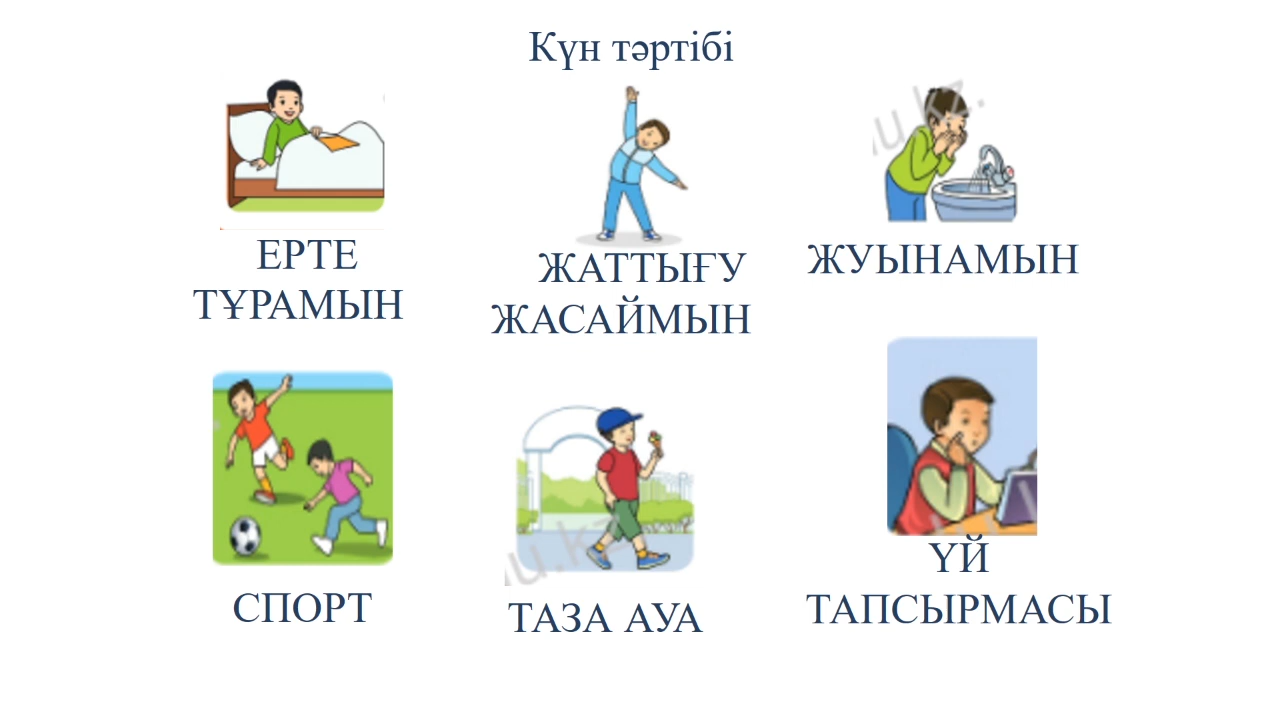 Күн тәртібі
ЕРТЕ
ТҰРАМЫН
ЖАТТЫҒУ
ЖАСАЙМЫН
ЖУЫНАМЫН
СПОРТ
ТАЗА АУА
ҮЙ
ТАПСЫРМАСЫ